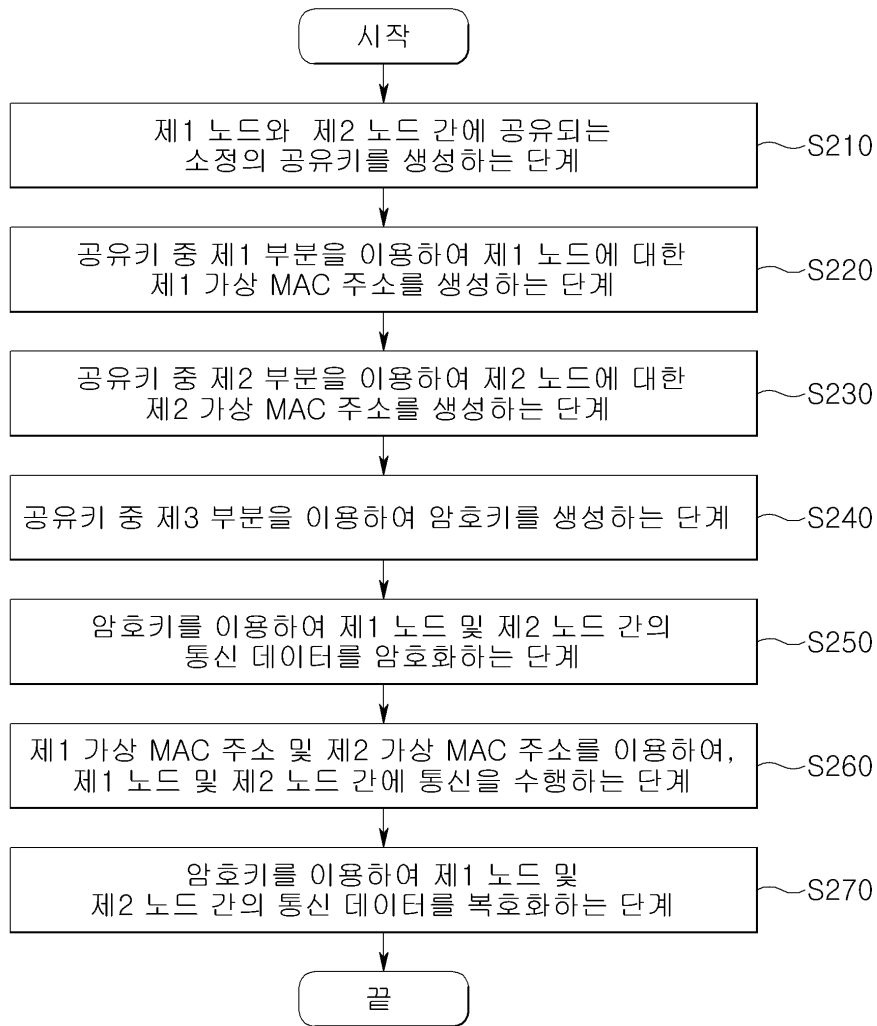 시작
제1 노드와 제2 노드 간에 공유되는
소정의 공유키를 생성하는 단계
S210
공유키 중 제1 부분을 이용하여 제1 노드에 대한
제1 가상 MAC 주소를 생성하는 단계
S220
공유키 중 제2 부분을 이용하여 제2 노드에 대한
제2 가상 MAC 주소를 생성하는 단계
S230
공유키 중 제3 부분을 이용하여 암호키를 생성하는 단계
S240
암호키를 이용하여 제1 노드 및 제2 노드 간의
통신 데이터를 암호화하는 단계
S250
제1 가상 MAC 주소 및 제2 가상 MAC 주소를 이용하여,
제1 노드 및 제2 노드 간에 통신을 수행하는 단계
S260
암호키를 이용하여 제1 노드 및
제2 노드 간의 통신 데이터를 복호화하는 단계
S270
끝